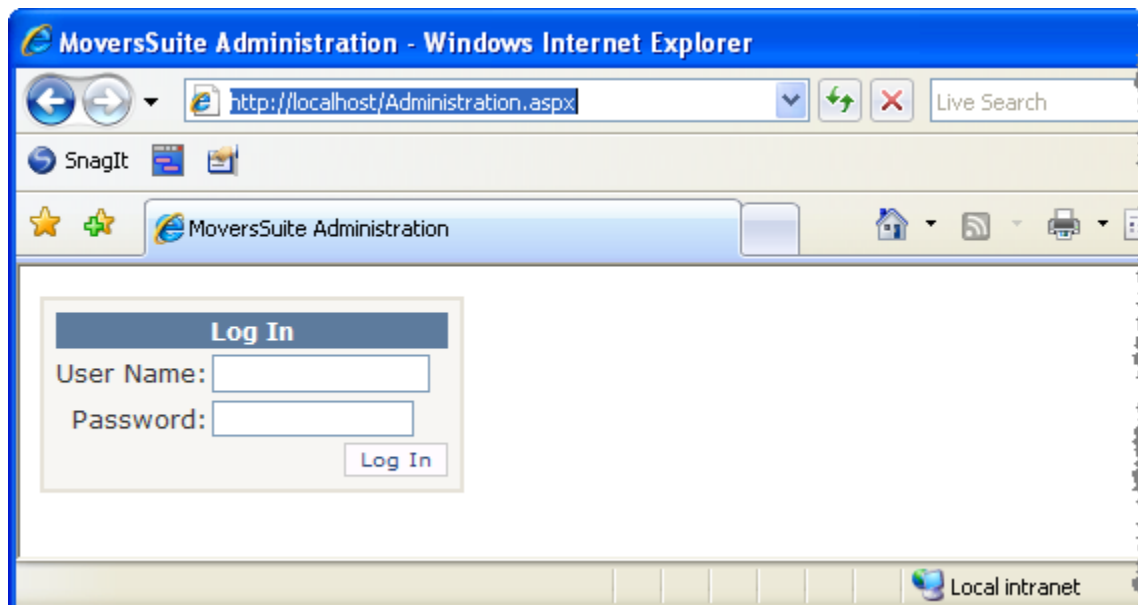 MoversSuite Administration - Windows Internet Explorer
http://localhost/Administration.aspx
Live Search
SnagIt
MoversSuite Administration
Log In
User Name:
Password:
Log In
Local intranet